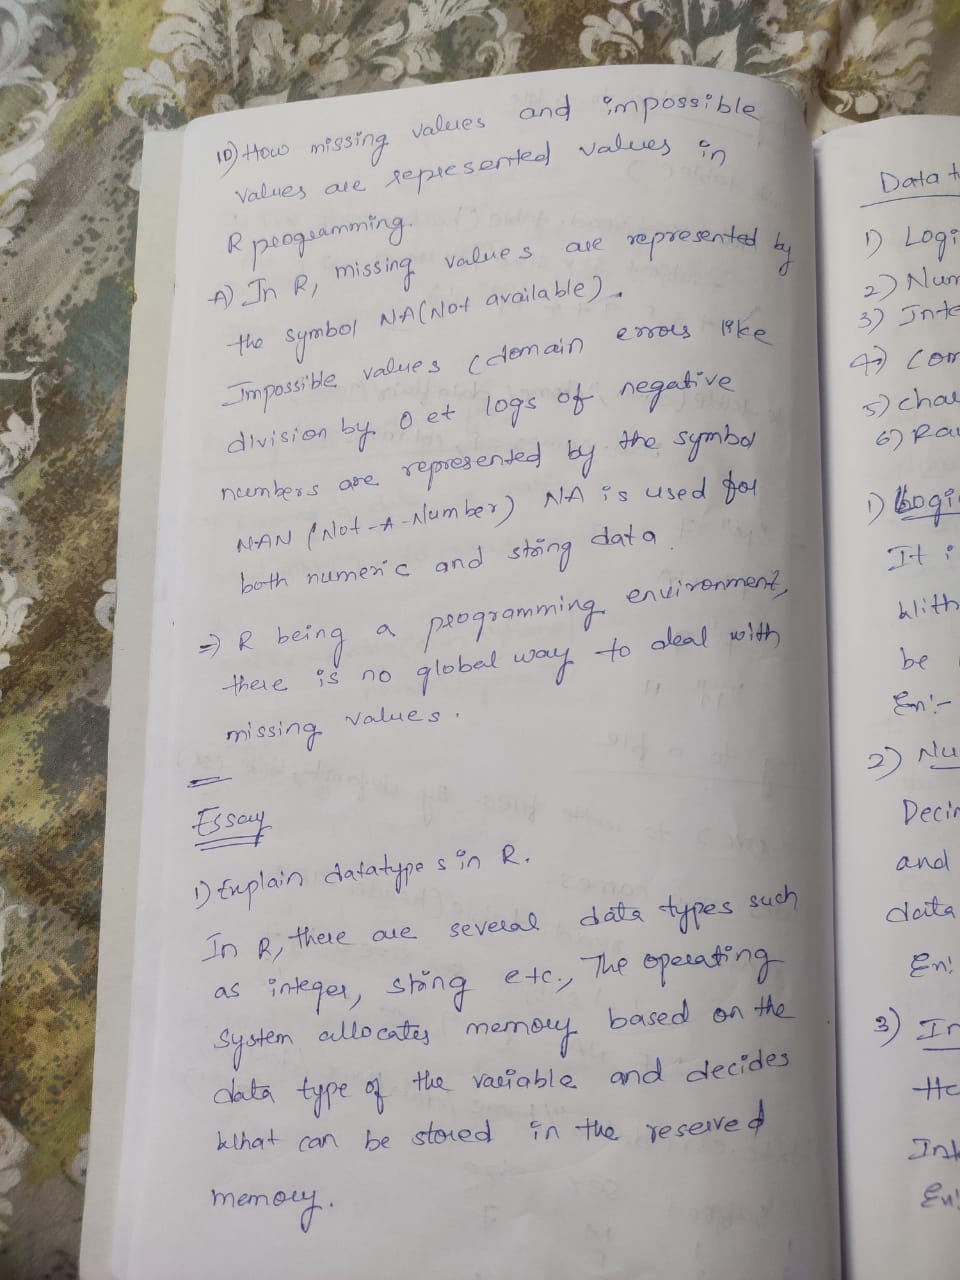 10) How missing values and impossible
values are represented values in
R programming.
A) In R, missing values are represented by
the symbol NA (Not available).
Impossible values (domain errors like
division by 0 et logs of negative
numbers are represented by the symbol
NAN (Not-A-Number) NA is used for
both numeric and string data.
=> R being a programming environment,
there is no global way to deal with
missing values.
Essay
1) Explain datatypes in R.
In R, there are several data types such
as integer, string etc., The operating
system allocates memory based on the
data type of the variable and decides
what can be stored in the reserved
memory.
Data t
1) Logi
2) Num
3) Inte
4) Com
5) Cha
6) Ra
1) Logi
It i
With
be
En:-
2) Nu
Decim
and
data
En:
3) In
Int
En: